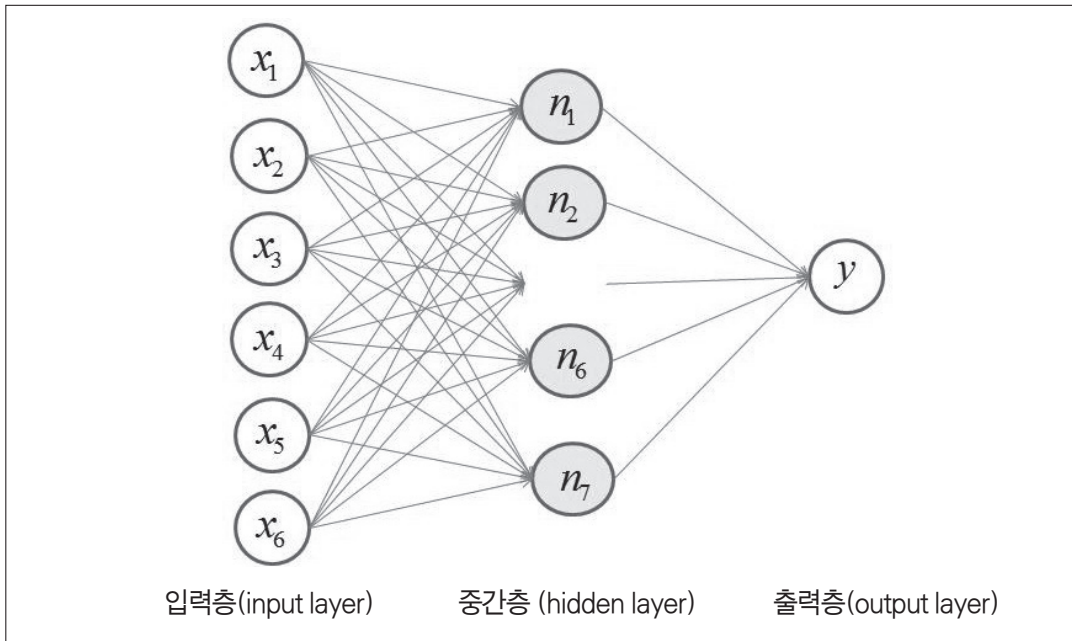 x1
x2
x3
x4
x5
x6
n1
n2
n6
n7
y
입력층(input layer) 중간층 (hidden layer) 출력층(output layer)